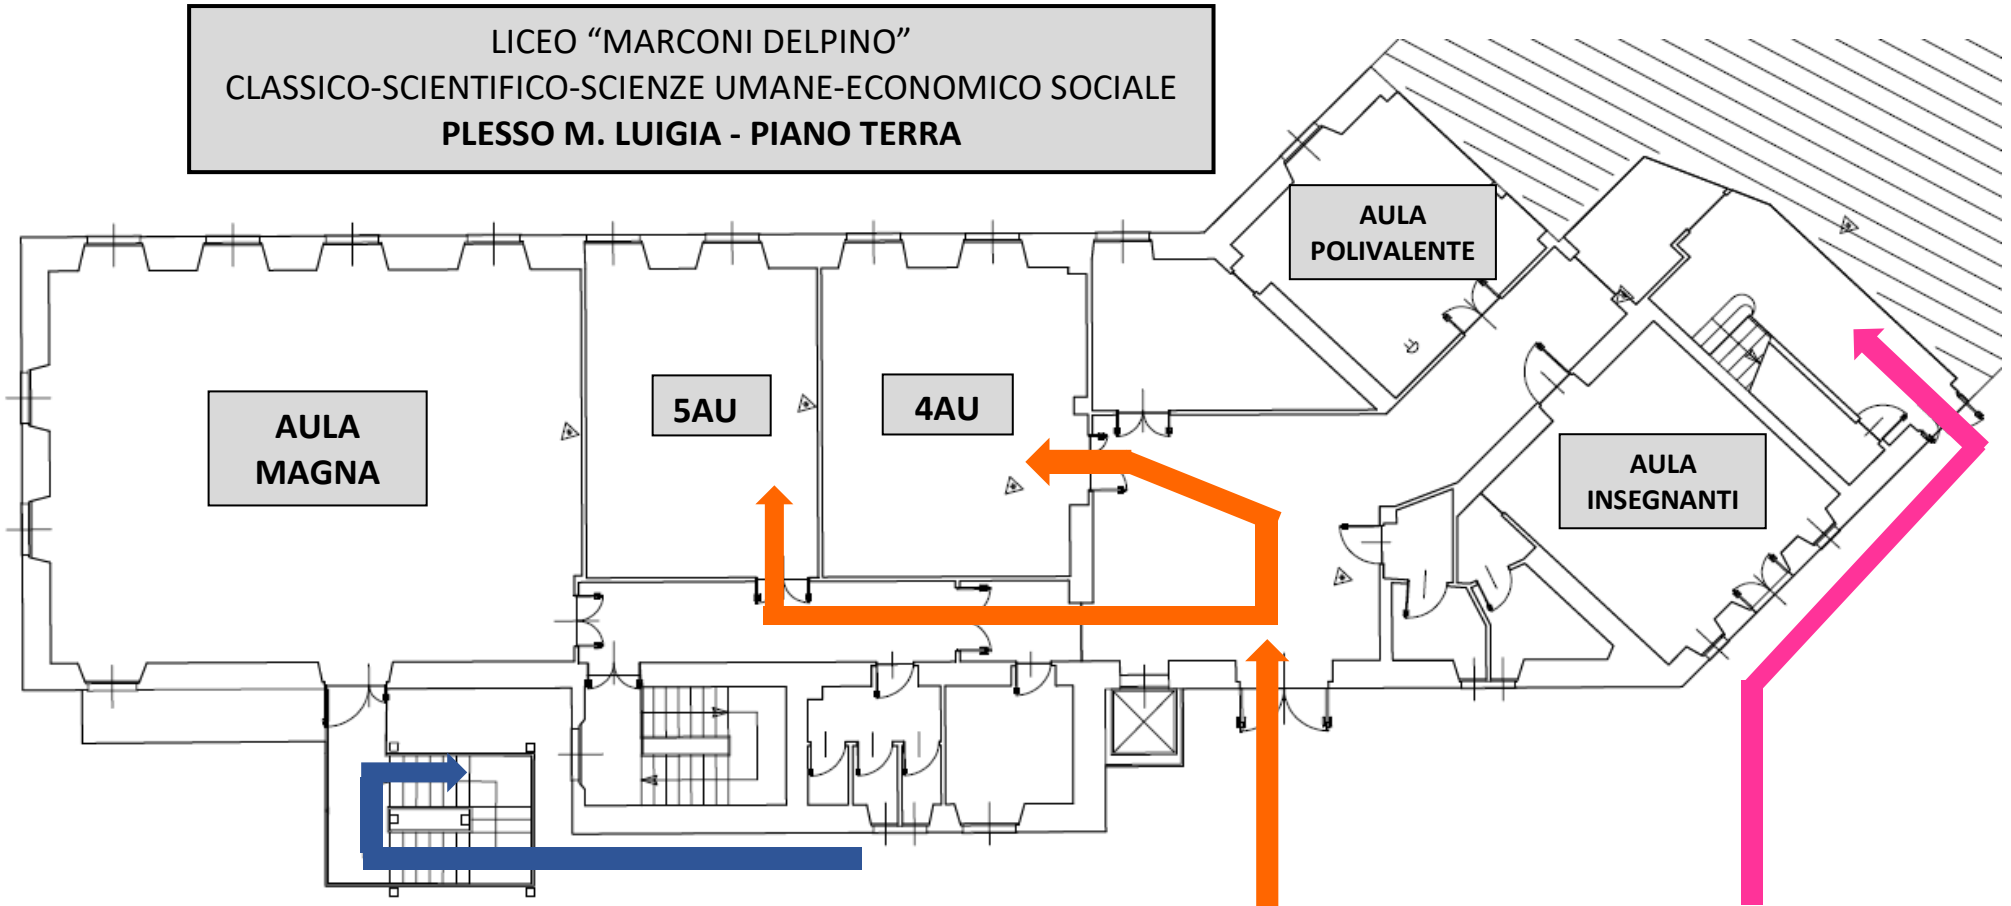 LICEO “MARCONI DELPINO”
CLASSICO-SCIENTIFICO-SCIENZE UMANE-ECONOMICO SOCIALE
PLESSO M. LUIGIA - PIANO TERRA
AULA
POLIVALENTE
AULA
MAGNA
5AU
4AU
AULA
INSEGNANTI